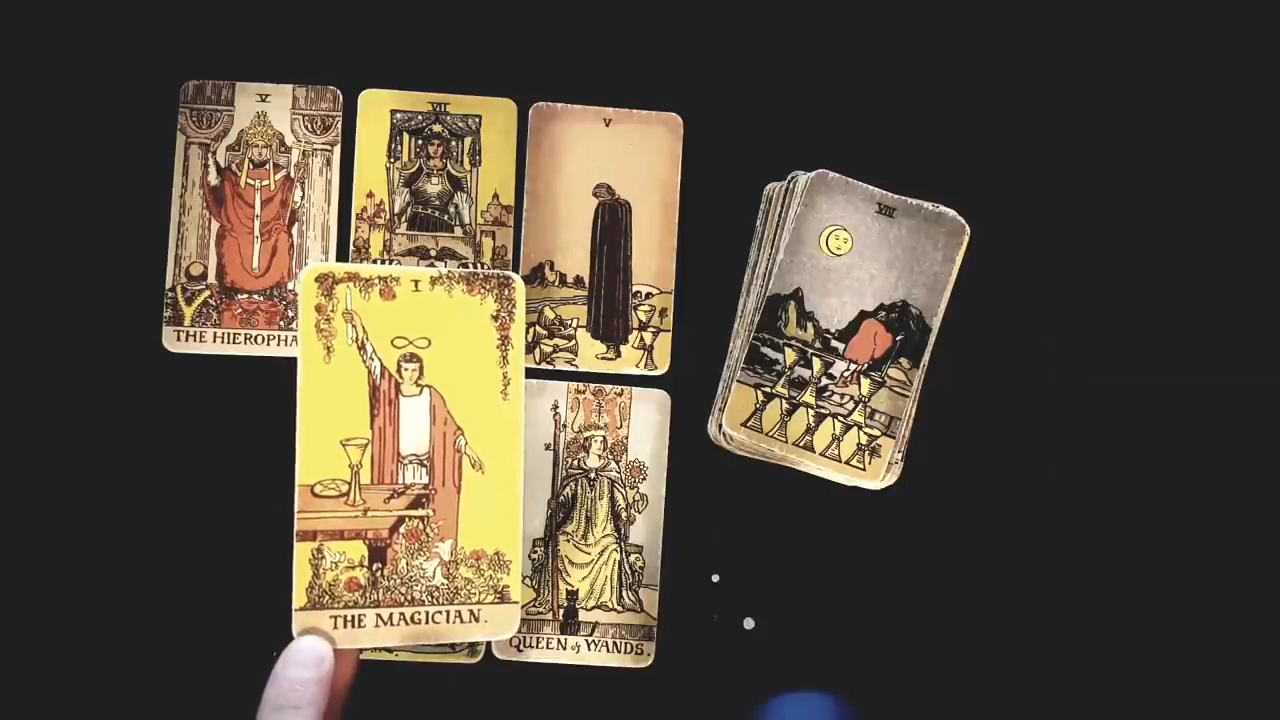 V
VII
V
VIII
THE HIEROPHA
I
THE MAGICIAN.
QUEEN of WANDS.